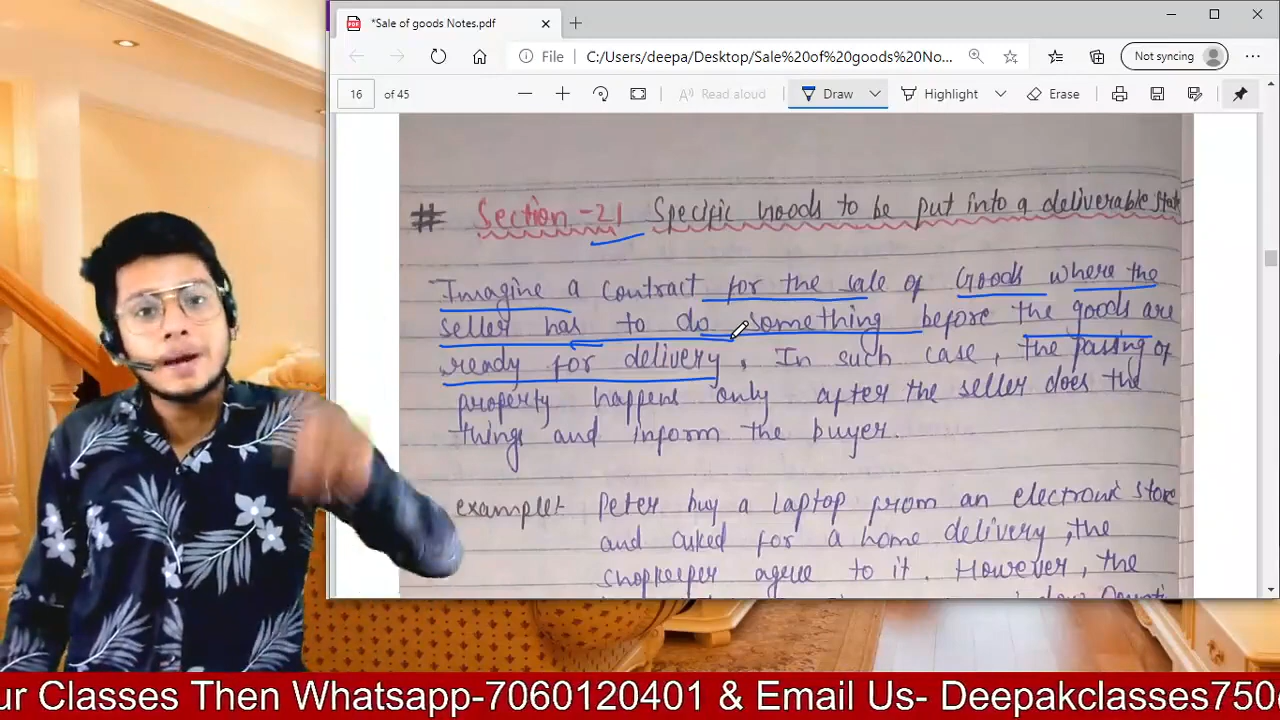 *Sale of goods Notes.pdf
File C:/Users/deepa/Desktop/Sale%20of%20goods%20No... Not syncing
16 of 45 Read aloud Draw Highlight Erase
# Section -21 Specific Goods to be put into a deliverable state
Imagine a contract for the sale of Goods where the
seller has to do something before the goods are
ready for delivery. In such case, the passing of
property happens only after the seller does the
things and inform the buyer.
example:- Peter buy a laptop from an electronic store
and asked for a home delivery, the
shopkeeper agree to it. However, the
ur Classes Then Whatsapp-7060120401 & Email Us- Deepakclasses750